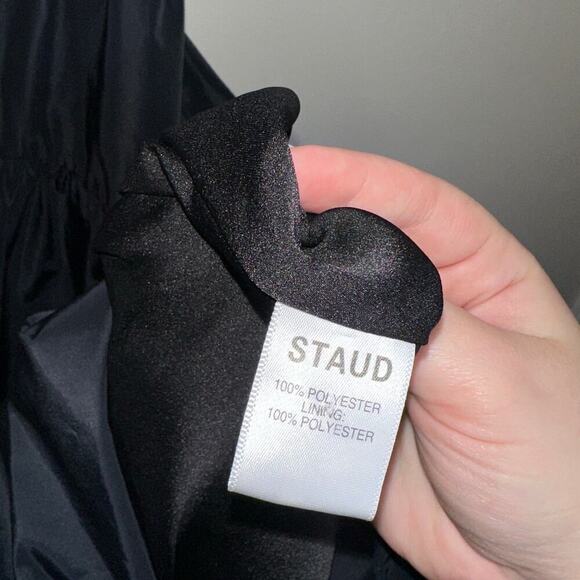 STAUD
100% POLYESTER
LINING:
100% POLYESTER